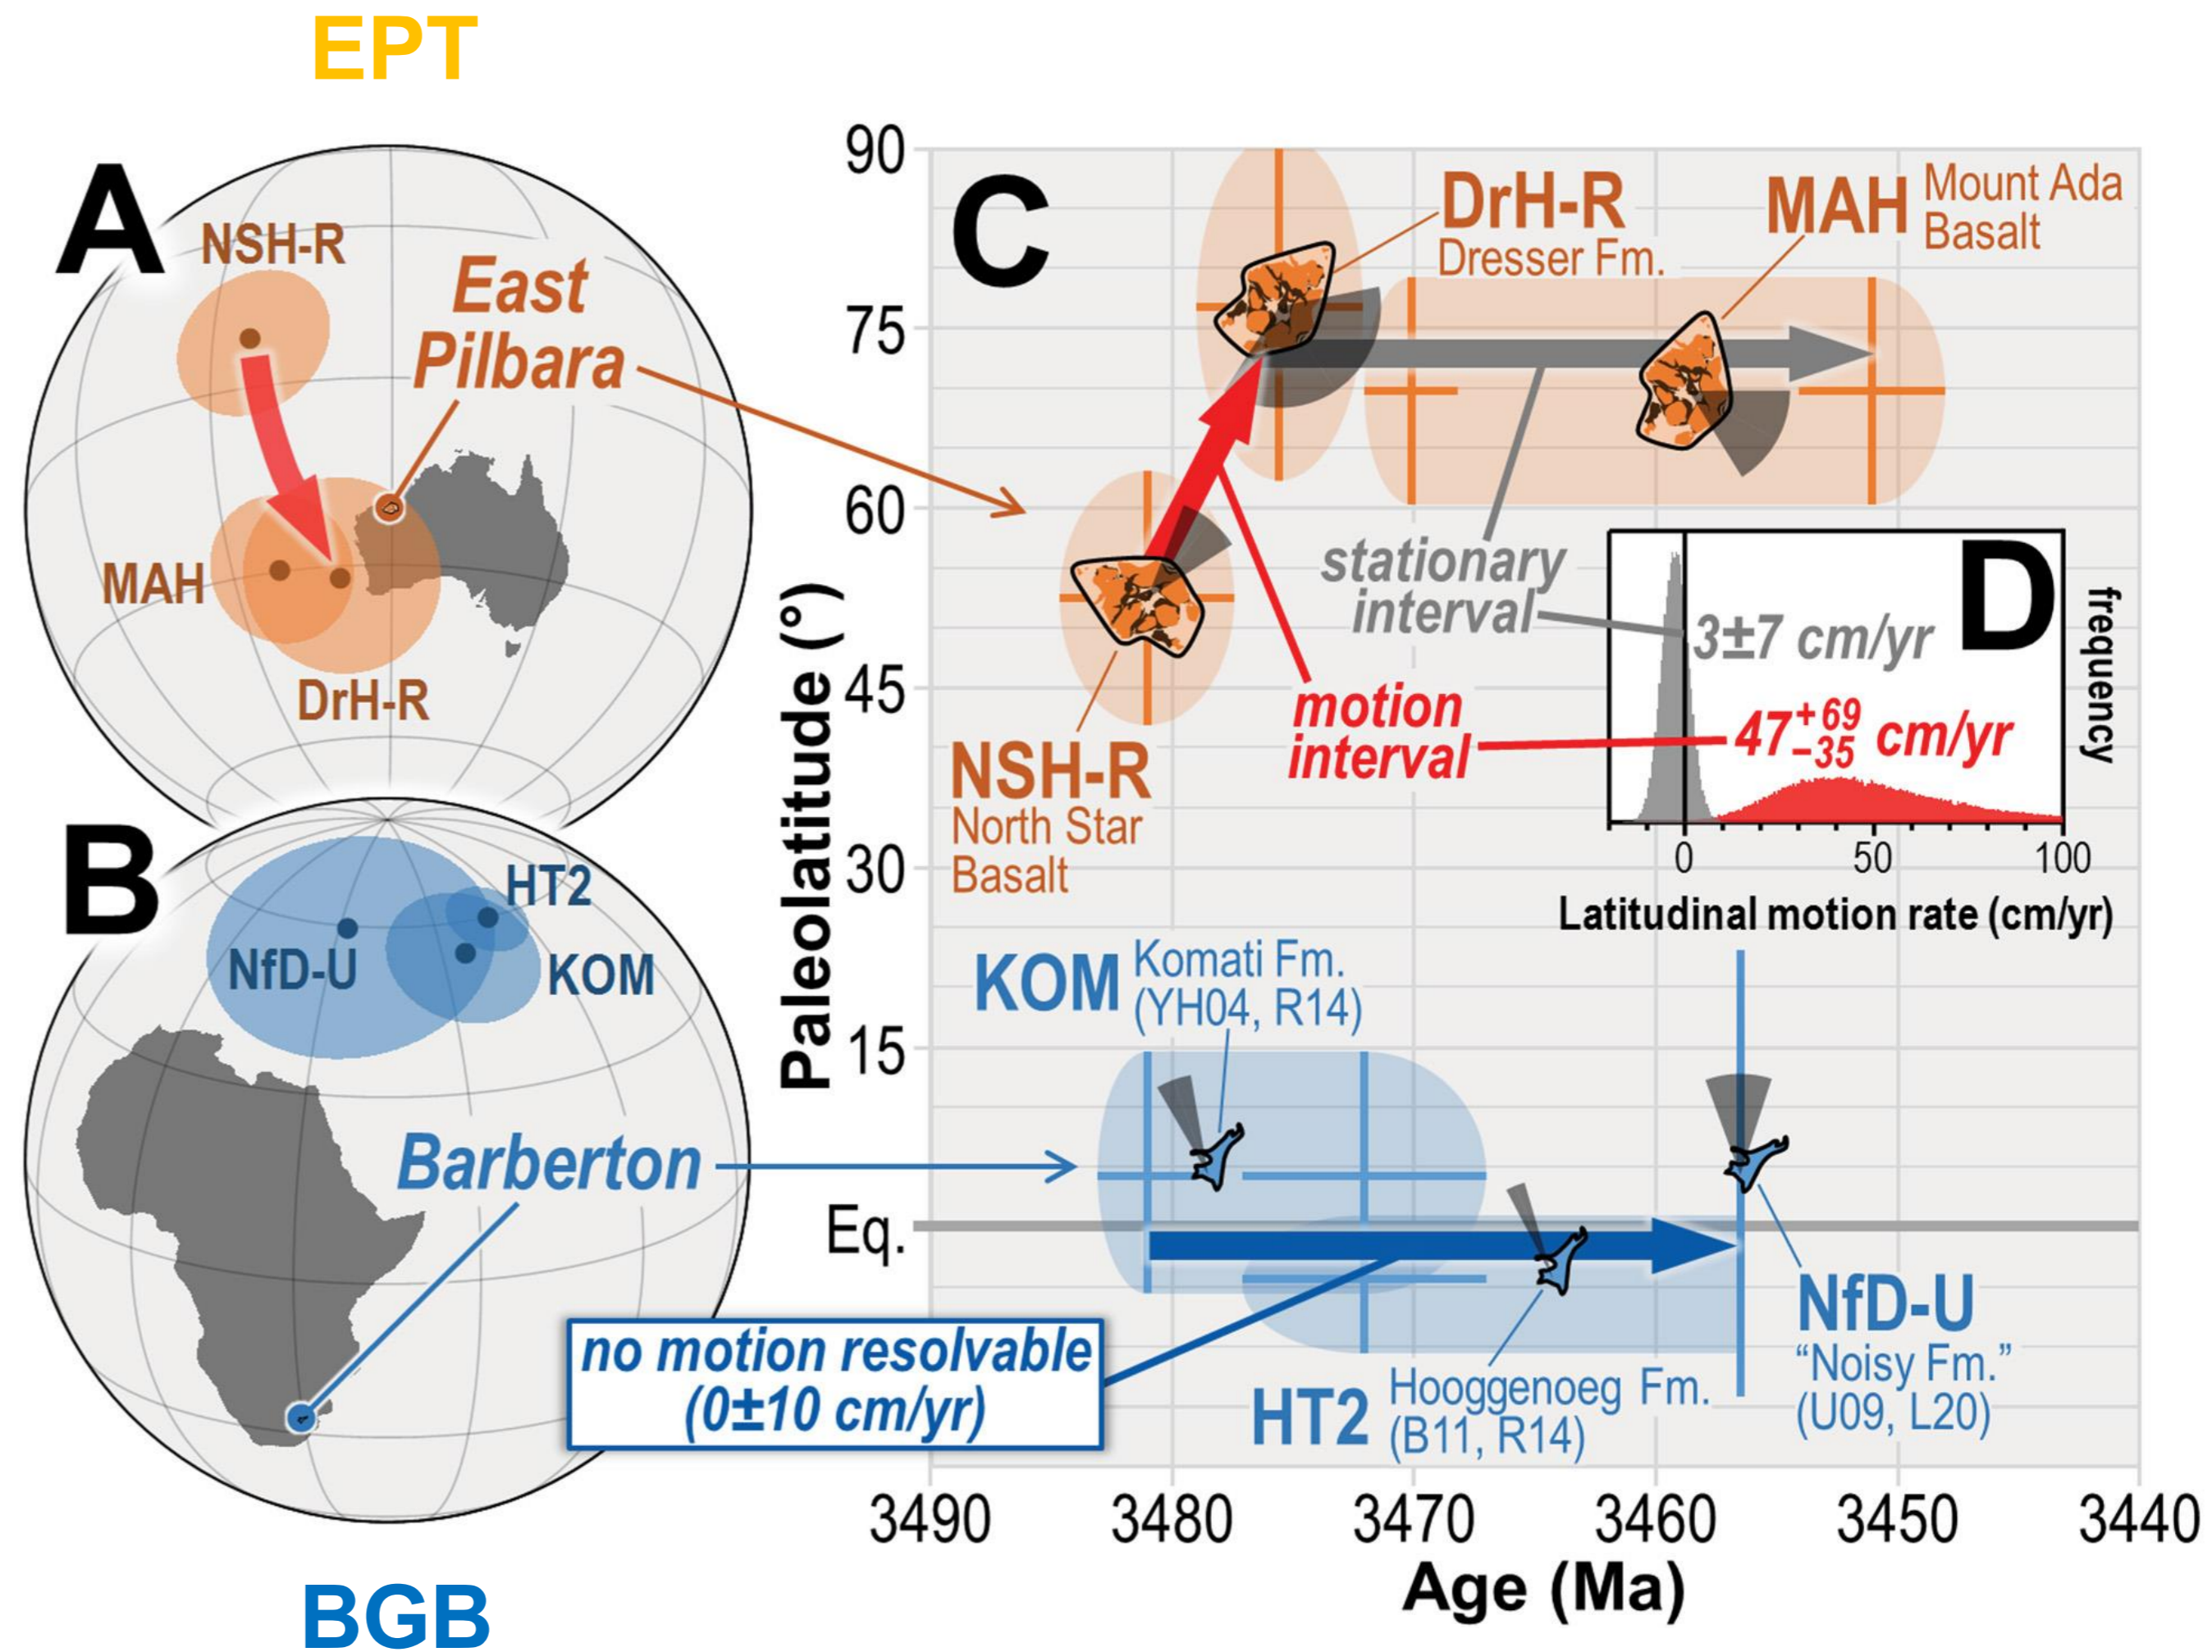 EPT
A
NSH-R
East
Pilbara
MAH
DrH-R
B
HT2
NfD-U
KOM
Barberton
BGB
C
90
75
60
45
30
15
Eq.
Paleolatitude (°)
DrH-R
Dresser Fm.
MAH
Mount Ada
Basalt
stationary
interval
motion
interval
NSH-R
North Star
Basalt
D
3±7 cm/yr
47+69−35 cm/yr
frequency
0 50 100
Latitudinal motion rate (cm/yr)
KOM
Komati Fm.
(YH04, R14)
no motion resolvable
(0±10 cm/yr)
HT2
Hooggenoeg Fm.
(B11, R14)
NfD-U
“Noisy Fm.”
(U09, L20)
3490 3480 3470 3460 3450 3440
Age (Ma)